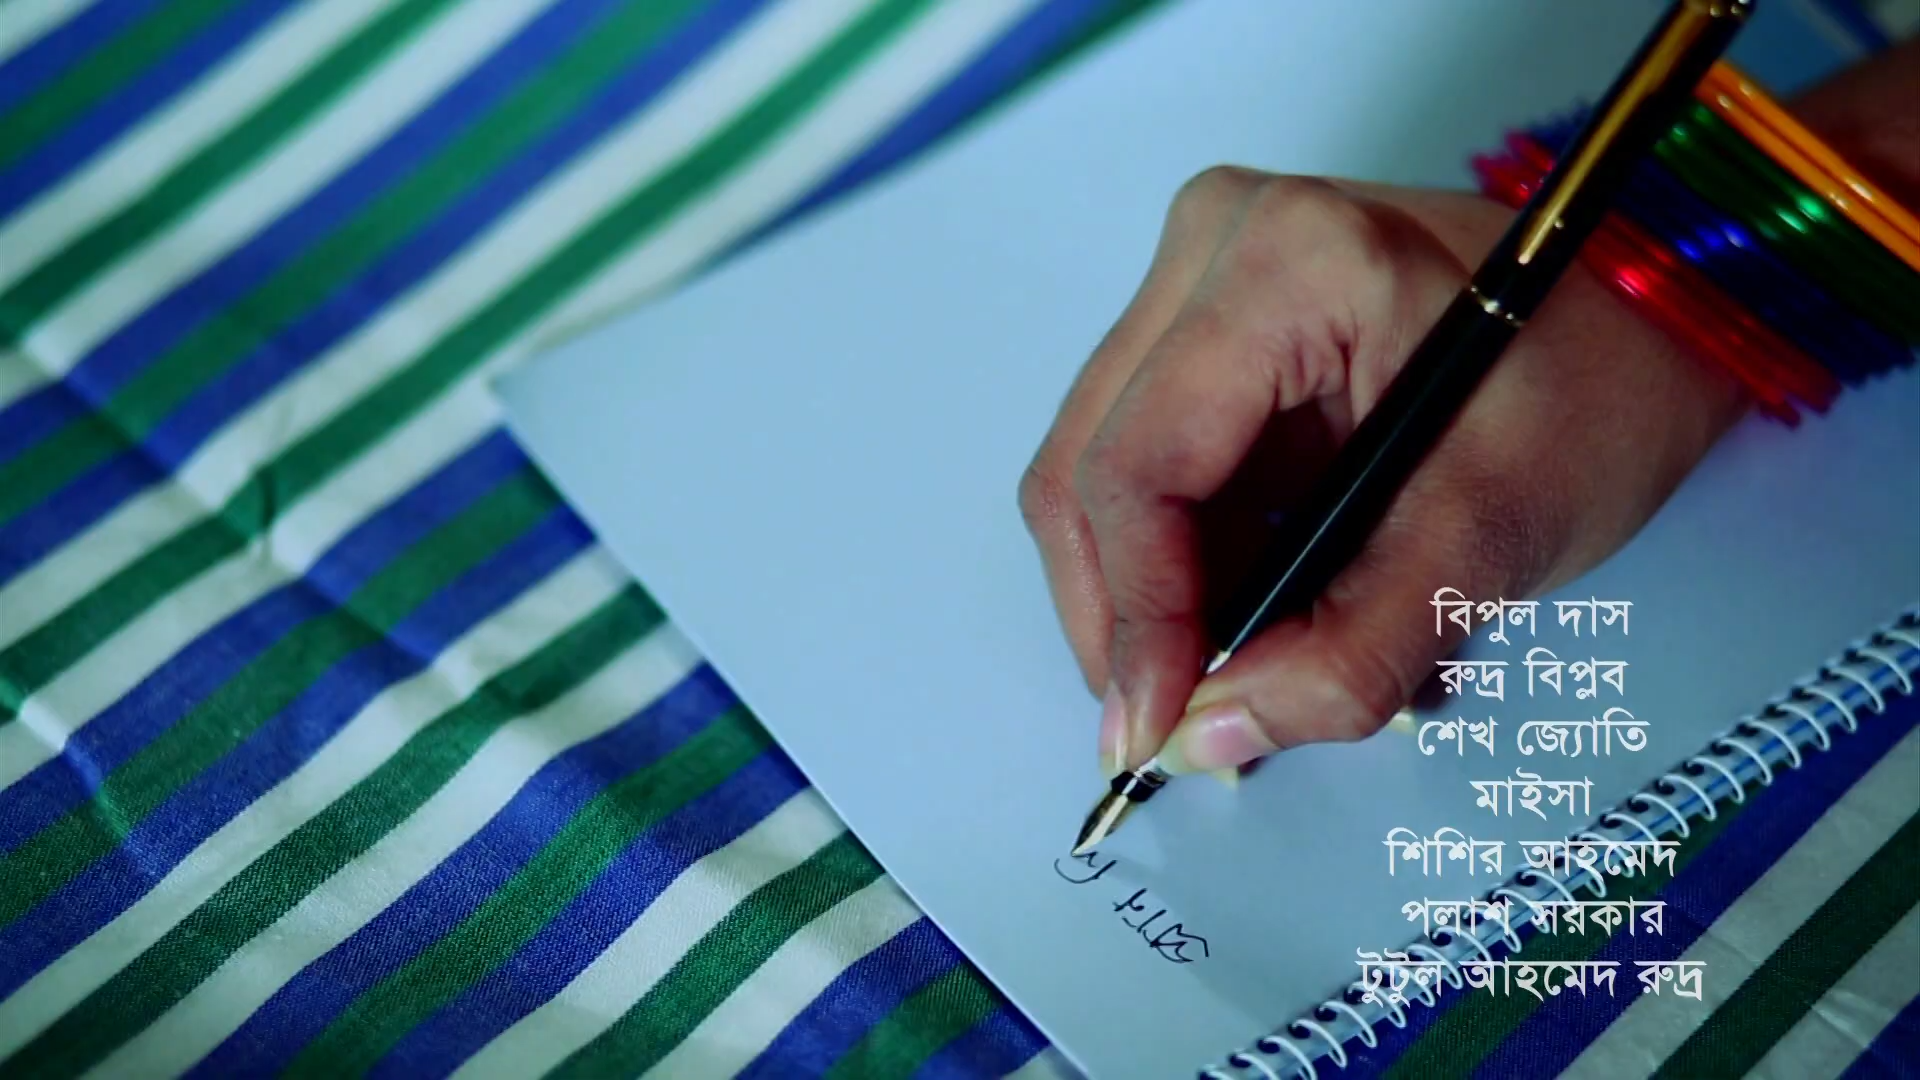 বিপুল দাস
রুদ্র বিপ্লব
শেখ জ্যোতি
মাইসা
শিশির আহমেদ
পলাশ সরকার
টুটুল আহমেদ রুদ্র